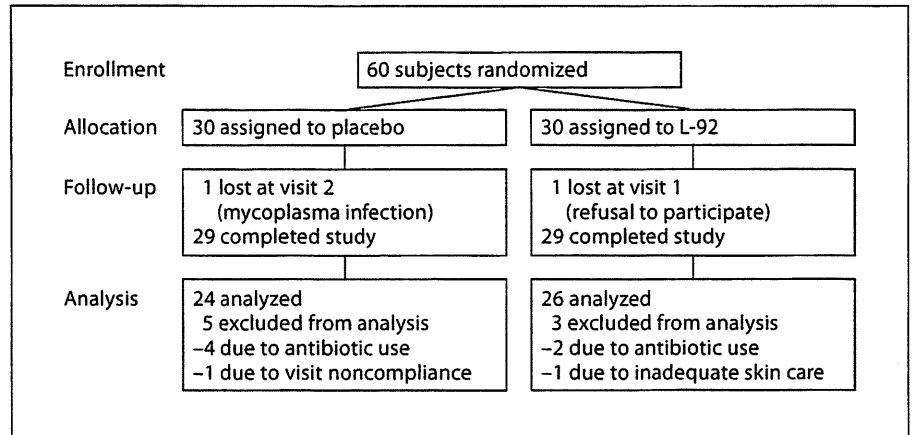 Enrollment
60 subjects randomized
Allocation
30 assigned to placebo
30 assigned to L-92
Follow-up
1 lost at visit 2
(mycoplasma infection)
29 completed study
1 lost at visit 1
(refusal to participate)
29 completed study
Analysis
24 analyzed
5 excluded from analysis
–4 due to antibiotic use
–1 due to visit noncompliance
26 analyzed
3 excluded from analysis
–2 due to antibiotic use
–1 due to inadequate skin care